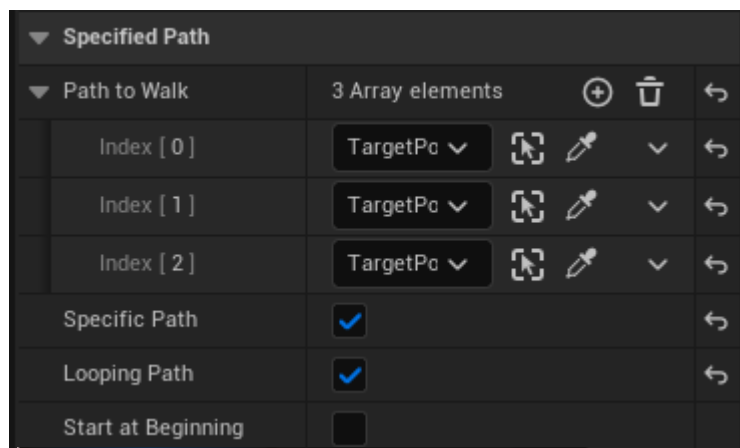 Specified Path
Path to Walk 3 Array elements
Index [ 0 ] TargetPo
Index [ 1 ] TargetPo
Index [ 2 ] TargetPo
Specific Path
Looping Path
Start at Beginning